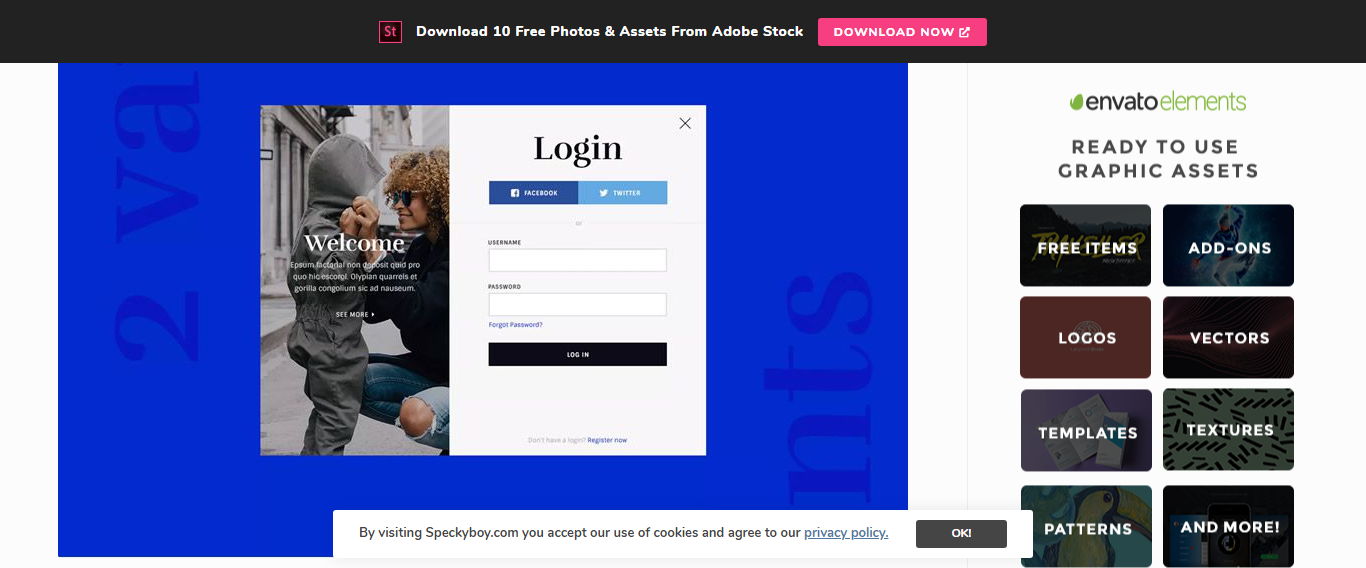 St Download 10 Free Photos & Assets From Adobe Stock DOWNLOAD NOW
2 va
nts
Login
FACEBOOK TWITTER
or
Welcome
Epsum factorial non deposit quid pro
quo hic escorol. Olypian quarrels et
gorilla congolium sic ad nauseum.
SEE MORE
USERNAME
PASSWORD
Forgot Password?
LOG IN
Don't have a login? Register now
envato elements
READY TO USE
GRAPHIC ASSETS
FREE ITEMS
ADD-ONS
LOGOS
VECTORS
TEMPLATES
TEXTURES
PATTERNS
AND MORE!
By visiting Speckyboy.com you accept our use of cookies and agree to our privacy policy. OK!